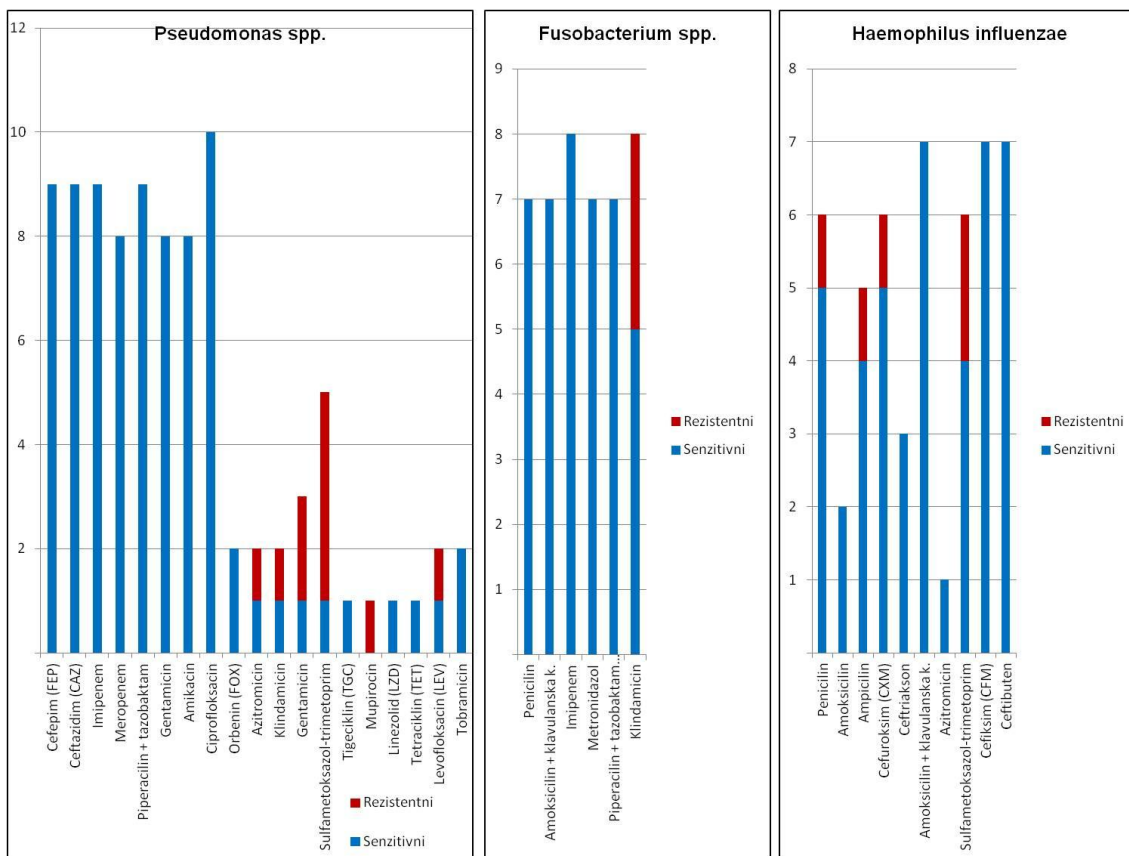 Pseudomonas spp.
12
10
8
6
4
2
Cefepim (FEP)
Ceftazidim (CAZ)
Imipenem
Meropenem
Piperacilin + tazobaktam
Gentamicin
Amikacin
Ciprofloksacin
Orbenin (FOX)
Azitromicin
Klindamicin
Gentamicin
Sulfametoksazol-trimetoprim
Tigeciklin (TGC)
Mupirocin
Linezolid (LZD)
Tetraciklin (TET)
Levofloksacin (LEV)
Tobramicin
Rezistentni
Senzitivni
Fusobacterium spp.
9
8
7
6
5
4
3
2
1
Penicilin
Amoksicilin + klavulanska k.
Imipenem
Metronidazol
Piperacilin + tazobaktam...
Klindamicin
Rezistentni
Senzitivni
Haemophilus influenzae
8
7
6
5
4
3
2
1
Penicilin
Amoksicilin
Ampicilin
Cefuroksim (CXM)
Ceftriakson
Amoksicilin + klavulanska k.
Azitromicin
Sulfametoksazol-trimetoprim
Cefiksim (CFM)
Ceftibuten
Rezistentni
Senzitivni